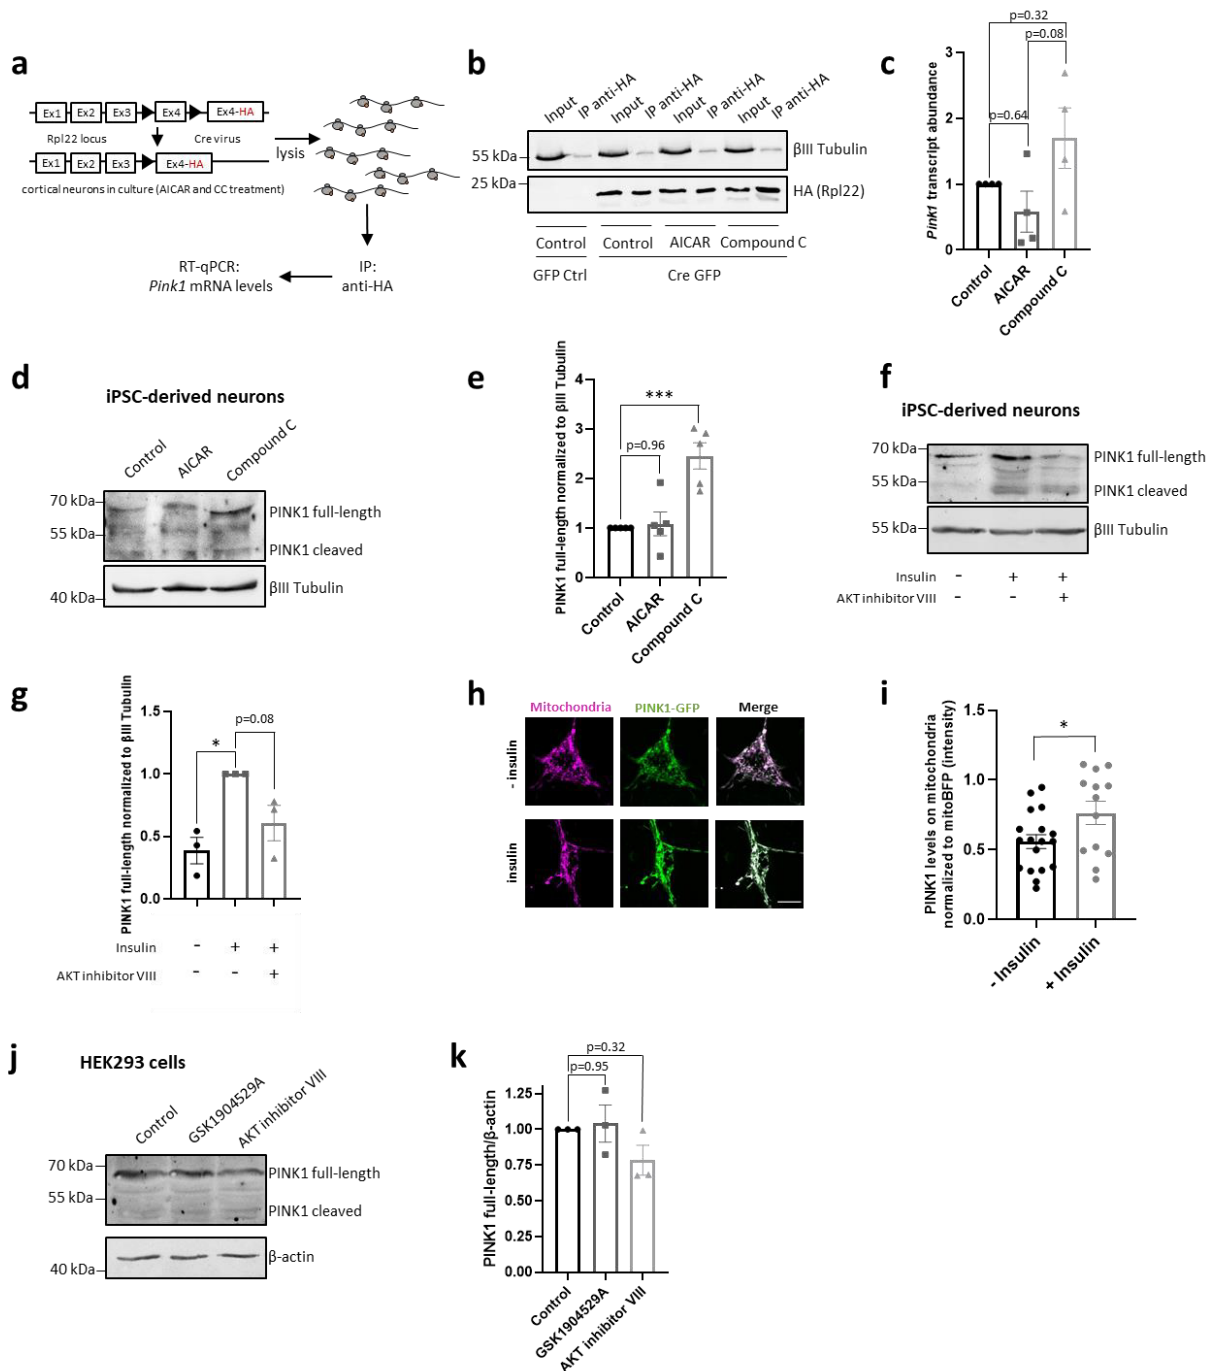 a
Ex1 Ex2 Ex3 Ex4 Ex4-HA
Rpl22 locus Cre virus
Ex1 Ex2 Ex3 Ex4-HA
cortical neurons in culture (AICAR and CC treatment)
lysis
IP:
anti-HA
RT-qPCR:
Pink1 mRNA levels
b
Input IP anti-HA Input IP anti-HA Input IP anti-HA Input IP anti-HA
55 kDa βIII Tubulin
25 kDa HA (Rpl22)
Control Control AICAR Compound C
GFP Ctrl Cre GFP
c
p=0.32
p=0.08
p=0.64
Pink1 transcript abundance
3
2
1
0
Control AICAR Compound C
d
iPSC-derived neurons
Control AICAR Compound C
70 kDa PINK1 full-length
55 kDa
PINK1 cleaved
βIII Tubulin
40 kDa
e
PINK1 full-length normalized to βIII Tubulin
4
3
2
1
0
***
p=0.96
Control AICAR Compound C
f
iPSC-derived neurons
70 kDa PINK1 full-length
55 kDa PINK1 cleaved
55 kDa βIII Tubulin
Insulin - + +
AKT inhibitor VIII - - +
g
PINK1 full-length normalized to βIII Tubulin
1.5
1.0
0.5
0.0
p=0.08
*
Insulin - + +
AKT inhibitor VIII - - +
h
Mitochondria PINK1-GFP Merge
- insulin
insulin
i
PINK1 levels on mitochondria
normalized to mitoBFP (intensity)
1.5
1.0
0.5
0.0
*
- Insulin + Insulin
j
HEK293 cells
Control GSK1904529A AKT inhibitor VIII
70 kDa PINK1 full-length
55 kDa
PINK1 cleaved
β-actin
40 kDa
k
p=0.32
p=0.95
PINK1 full-length/β-actin
1.25
1.00
0.75
0.50
0.25
0.00
Control GSK1904529A AKT inhibitor VIII